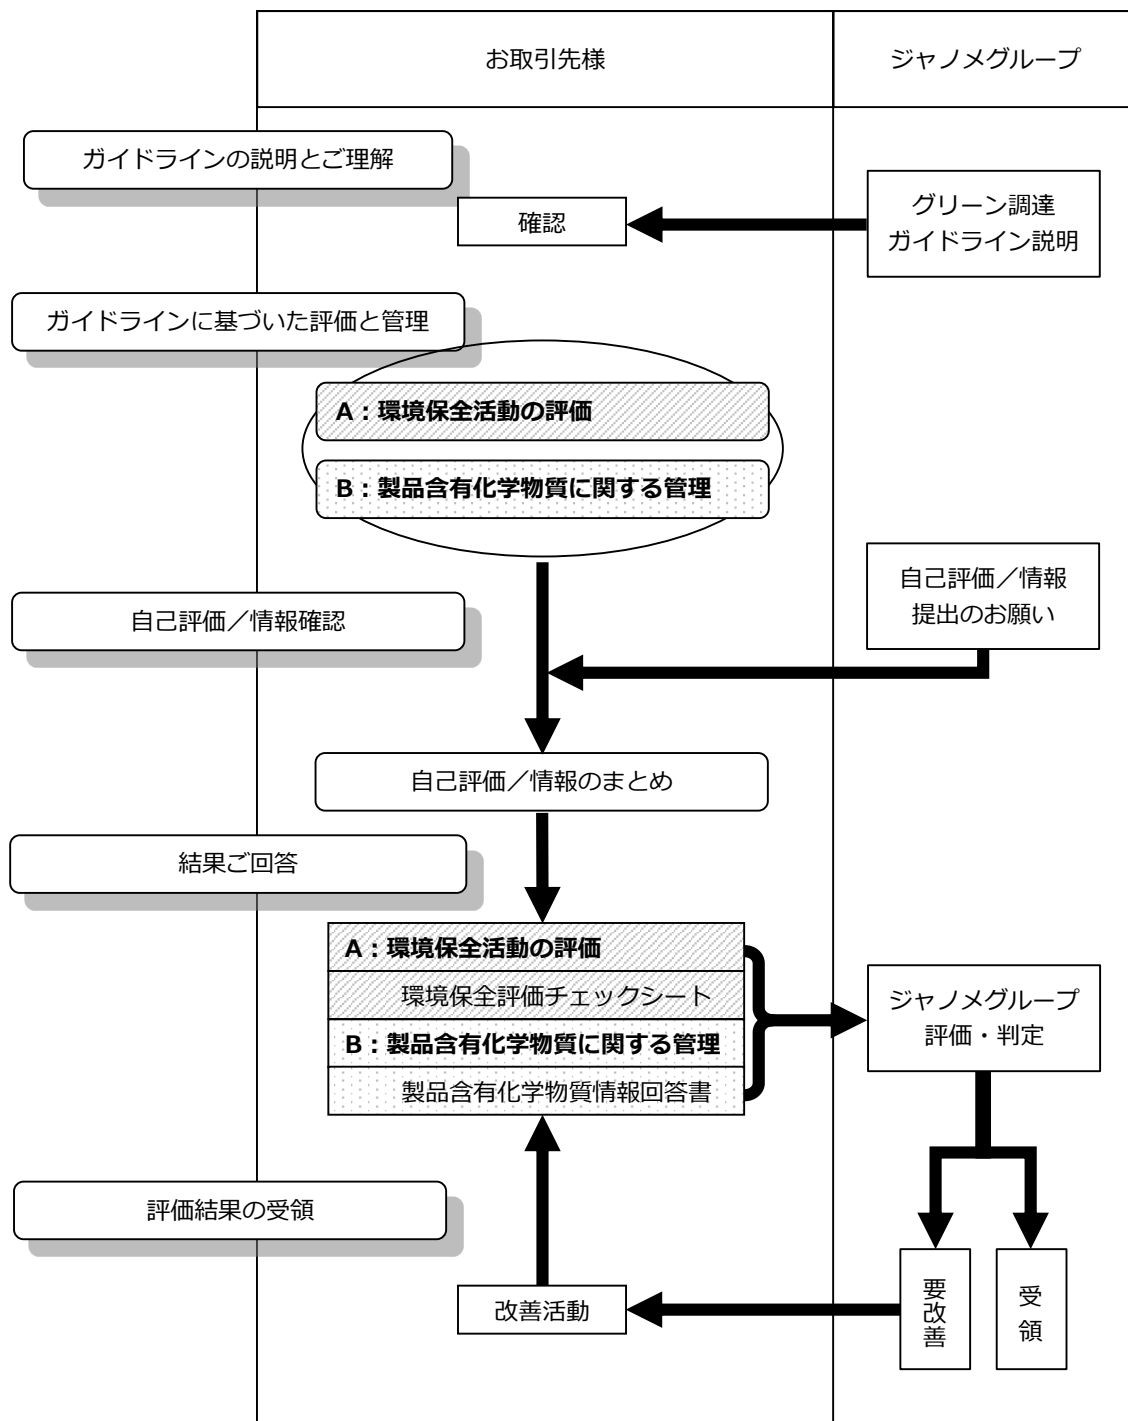 お取引先様
ジャノメグループ
ガイドラインの説明とご理解
確認
グリーン調達
ガイドライン説明
ガイドラインに基づいた評価と管理
A：環境保全活動の評価
B：製品含有化学物質に関する管理
自己評価／情報
提出のお願い
自己評価／情報確認
自己評価／情報のまとめ
結果ご回答
A：環境保全活動の評価
環境保全評価チェックシート
B：製品含有化学物質に関する管理
製品含有化学物質情報回答書
ジャノメグループ
評価・判定
評価結果の受領
改善活動
要改善
受領